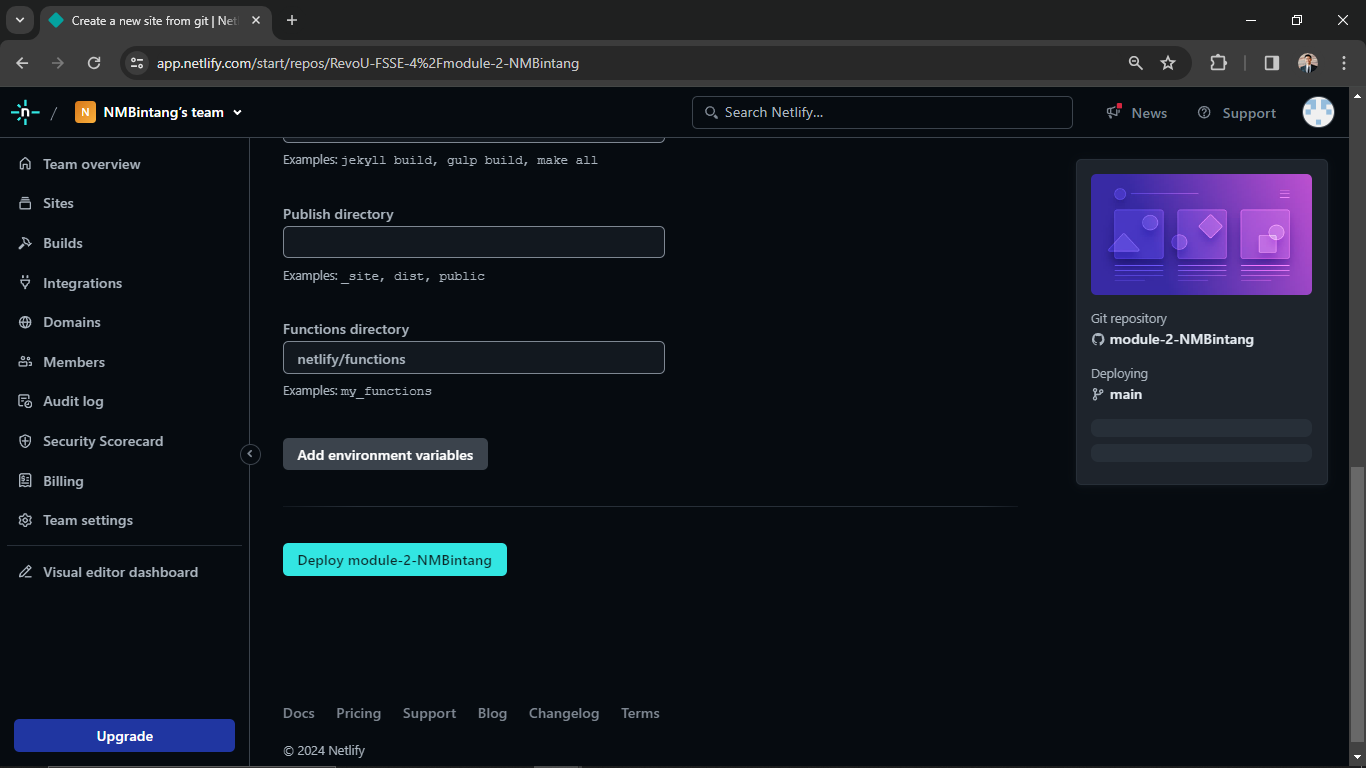 Create a new site from git | Net
app.netlify.com/start/repos/RevoU-FSSE-4%2Fmodule-2-NMBintang
n / N NMBintang's team
Search Netlify...
News
Support
Team overview
Sites
Builds
Integrations
Domains
Members
Audit log
Security Scorecard
Billing
Team settings
Visual editor dashboard
Upgrade
Examples: jekyll build, gulp build, make all
Publish directory
Examples: _site, dist, public
Functions directory
netlify/functions
Examples: my_functions
Add environment variables
Deploy module-2-NMBintang
Git repository
module-2-NMBintang
Deploying
main
Docs Pricing Support Blog Changelog Terms
© 2024 Netlify